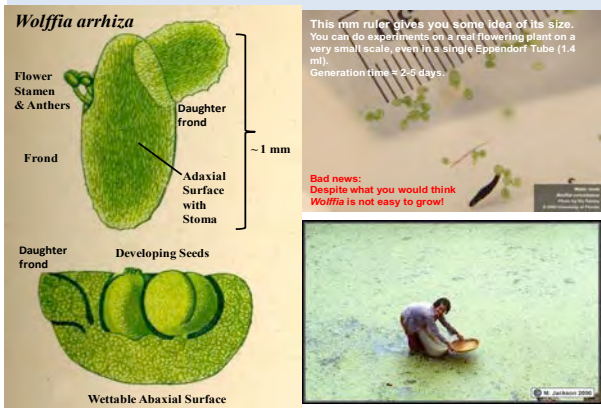 Wolffia arrhiza
Flower
Stamen
& Anthers
Daughter
frond
Frond
~ 1 mm
Adaxial
Surface
with
Stoma
Daughter
frond
Developing Seeds
Wettable Abaxial Surface
This mm ruler gives you some idea of its size.
You can do experiments on a real flowering plant on a
very small scale, even in a single Eppendorf Tube (1.4
ml).
Generation time = 2-5 days.
Bad news:
Despite what you would think
Wolffia is not easy to grow!
© M. Jackson 2000